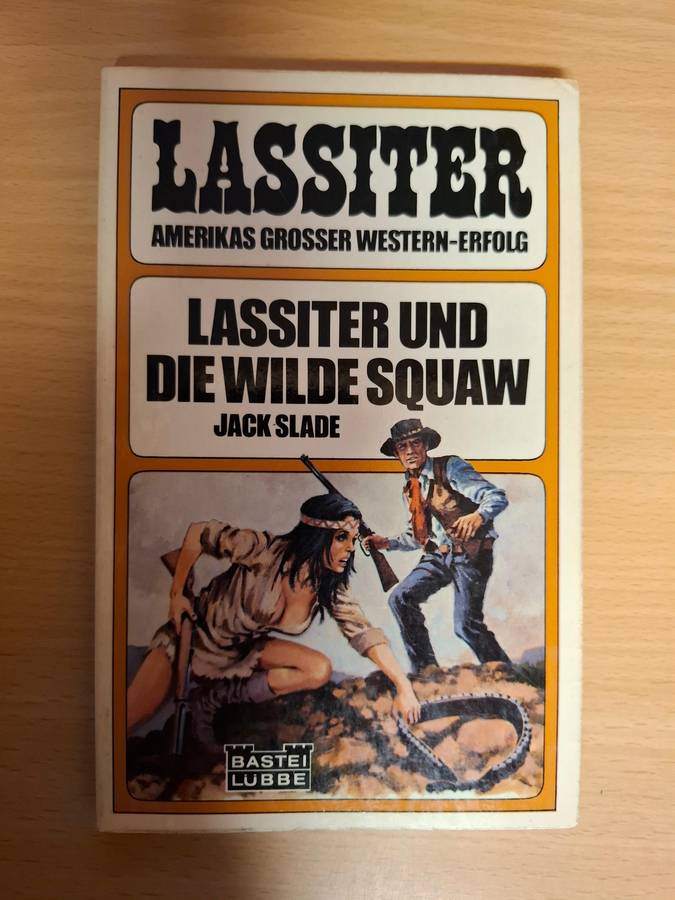 LASSITER
AMERIKAS GROSSER WESTERN-ERFOLG
LASSITER UND
DIE WILDE SQUAW
JACK SLADE
BASTEI
LÜBBE